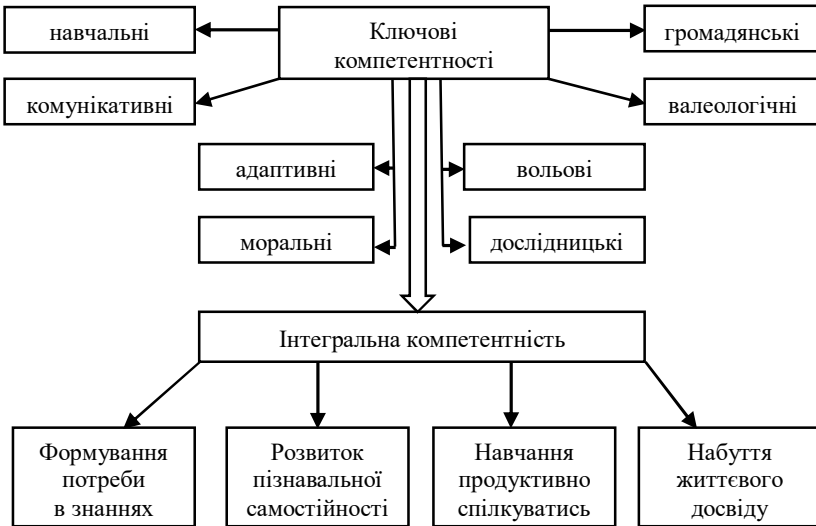 навчальні
Ключові
компетентності
громадянські
комунікативні
валеологічні
адаптивні
вольові
моральні
дослідницькі
Інтегральна компетентність
Формування
потреби
в знаннях
Розвиток
пізнавальної
самостійності
Навчання
продуктивно
спілкуватись
Набуття
життєвого
досвіду